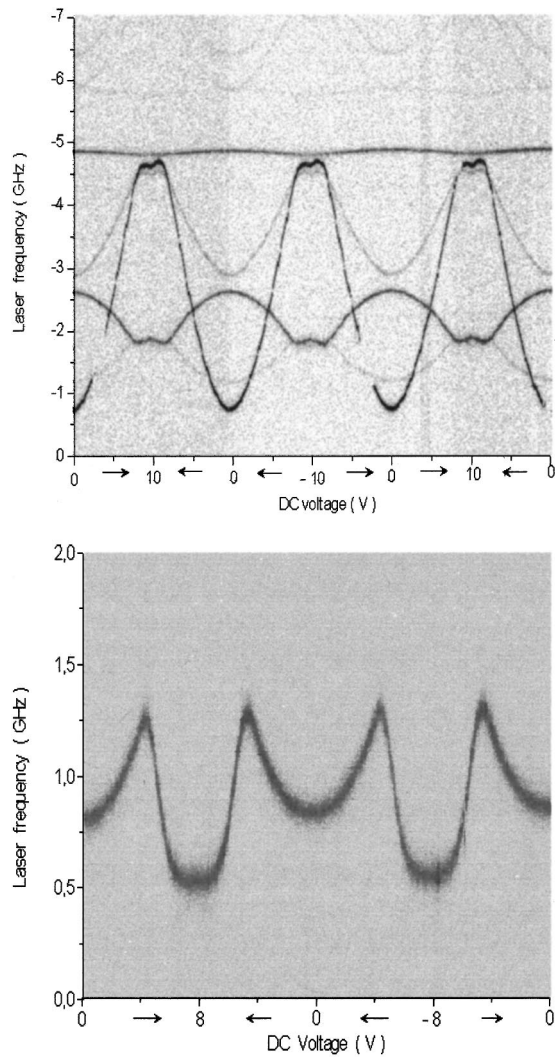 -7
-6
-5
-4
-3
-2
-1
0
Laser frequency ( GHz )
0 → 10 ← 0 ← -10 → 0 → 10 ← 0
DC voltage ( V )
2,0
1,5
1,0
0,5
0,0
Laser frequency ( GHz )
0 → 8 ← 0 ← -8 → 0
DC Voltage ( V )